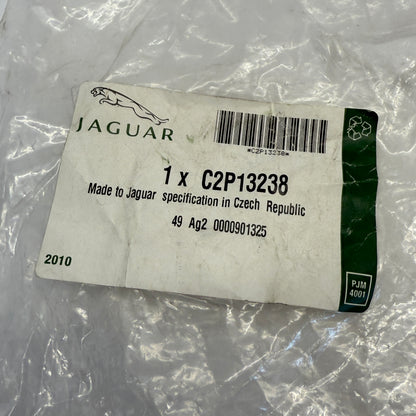 JAGUAR
*C2P13238*
1 x C2P13238
Made to Jaguar specification in Czech Republic
49 Ag2 0000901325
2010
PJM
4001